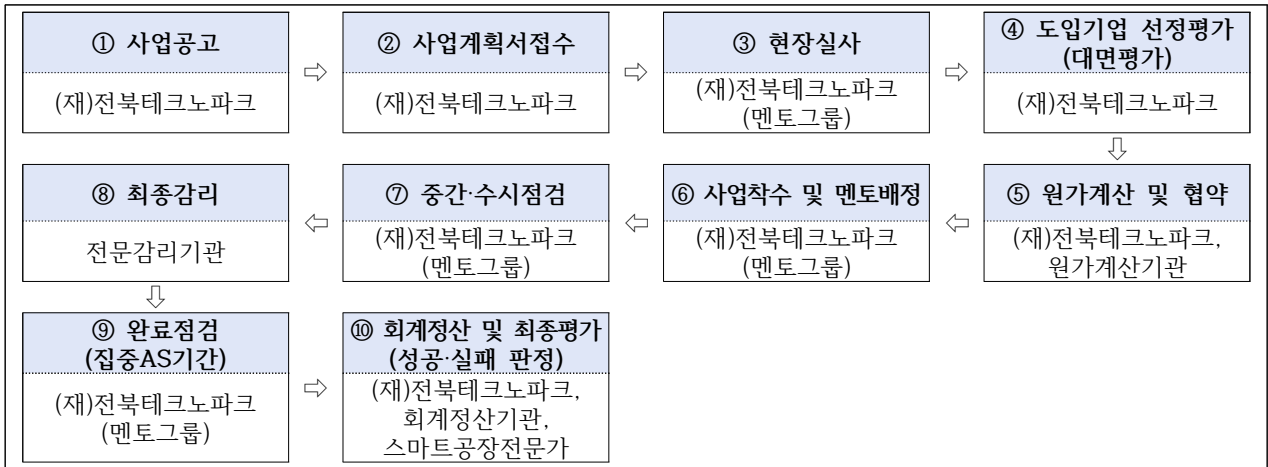 ① 사업공고
(재)전북테크노파크
⇨
② 사업계획서접수
(재)전북테크노파크
⇨
③ 현장실사
(재)전북테크노파크
(멘토그룹)
⇨
④ 도입기업 선정평가
(대면평가)
(재)전북테크노파크
⇩
⑤ 원가계산 및 협약
(재)전북테크노파크,
원가계산기관
⇦
⑥ 사업착수 및 멘토배정
(재)전북테크노파크
(멘토그룹)
⇦
⑦ 중간·수시점검
(재)전북테크노파크
(멘토그룹)
⇦
⑧ 최종감리
전문감리기관
⇩
⑨ 완료점검
(집중AS기간)
(재)전북테크노파크
(멘토그룹)
⇨
⑩ 회계정산 및 최종평가
(성공·실패 판정)
(재)전북테크노파크,
회계정산기관,
스마트공장전문가